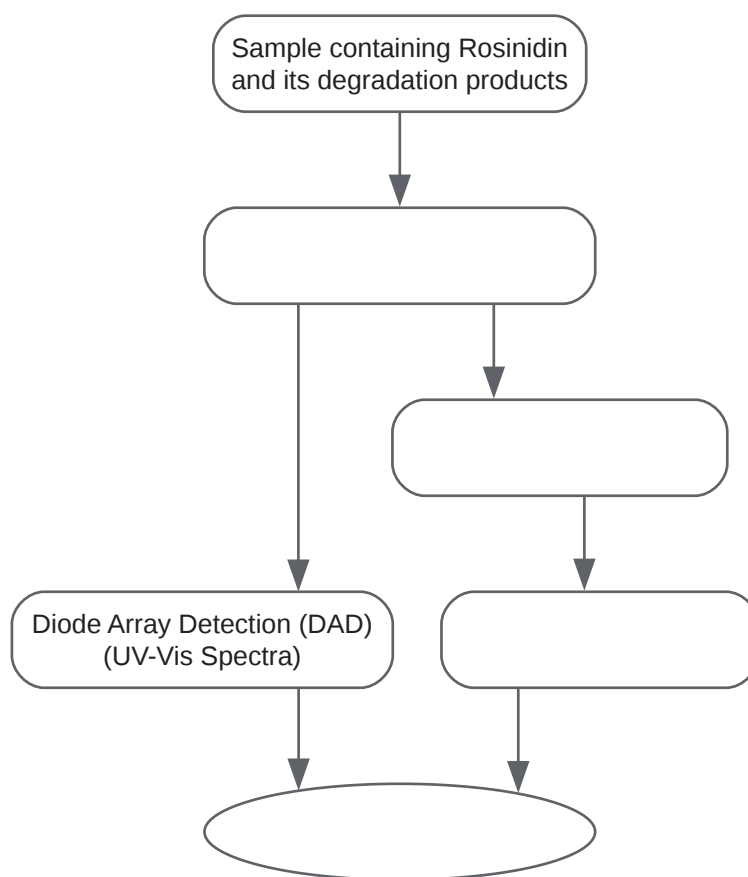 Sample containing Rosinidin
and its degradation products
Diode Array Detection (DAD)
(UV-Vis Spectra)